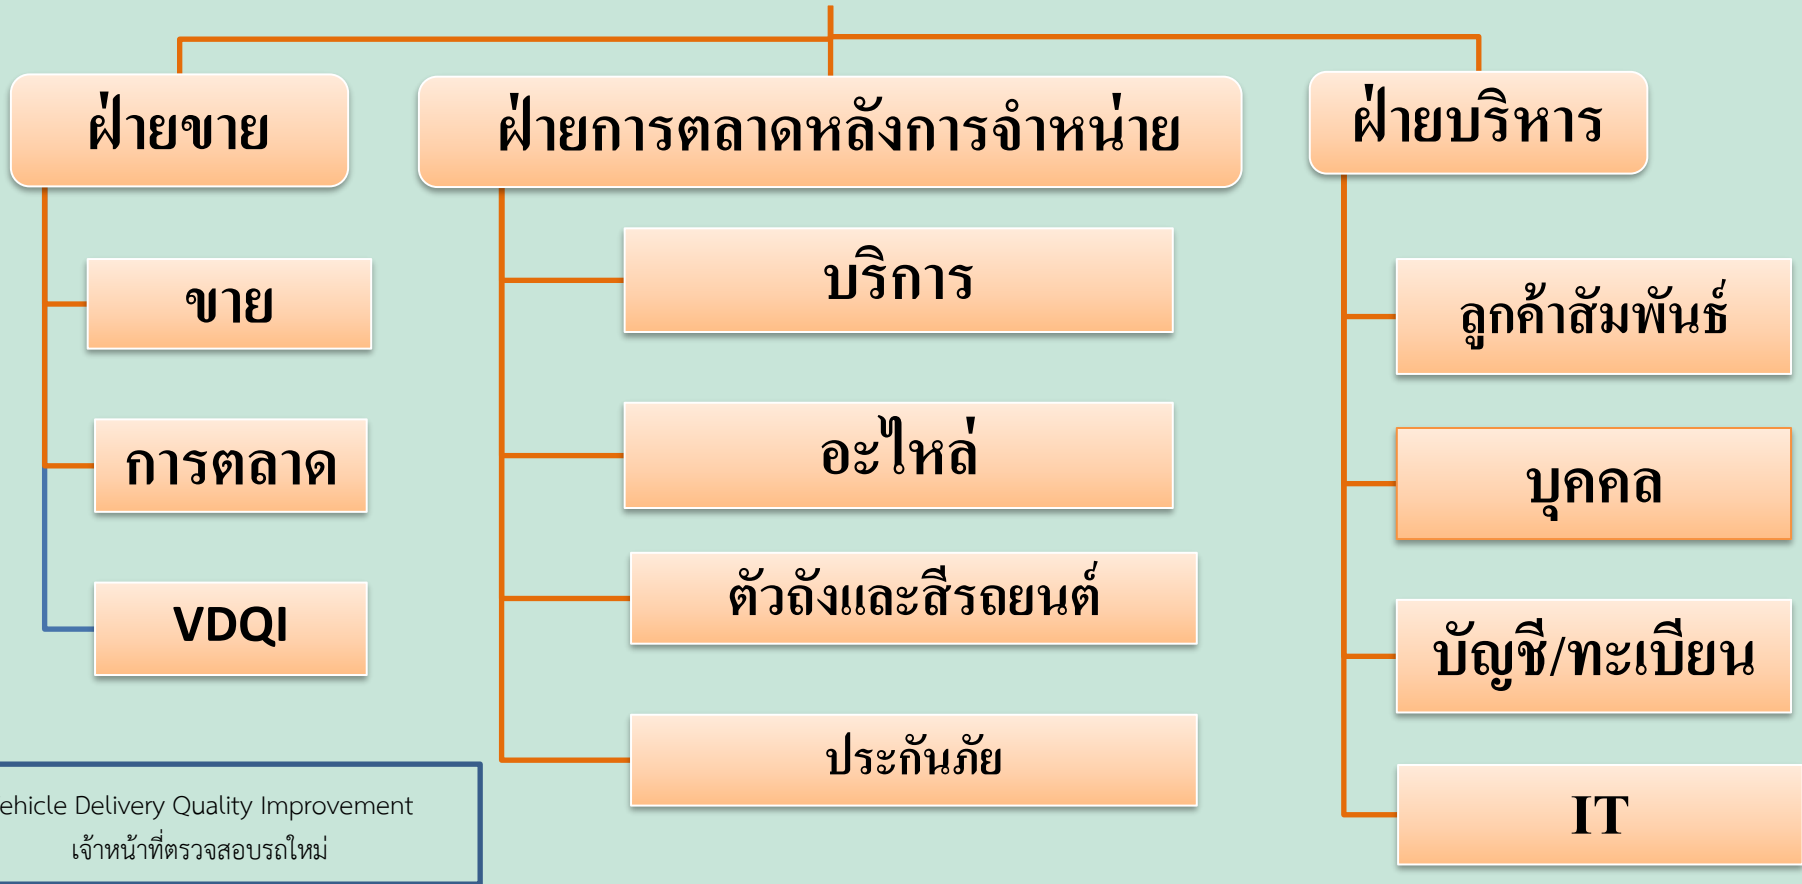 ฝ่ายขาย
ฝ่ายการตลาดหลังการจำหน่าย
ฝ่ายบริหาร
ขาย
การตลาด
VDQI
บริการ
อะไหล่
ตัวถังและสีรถยนต์
ประกันภัย
ลูกค้าสัมพันธ์
บุคคล
บัญชี/ทะเบียน
IT
ehicle Delivery Quality Improvement
เจ้าหน้าที่ตรวจสอบรถใหม่